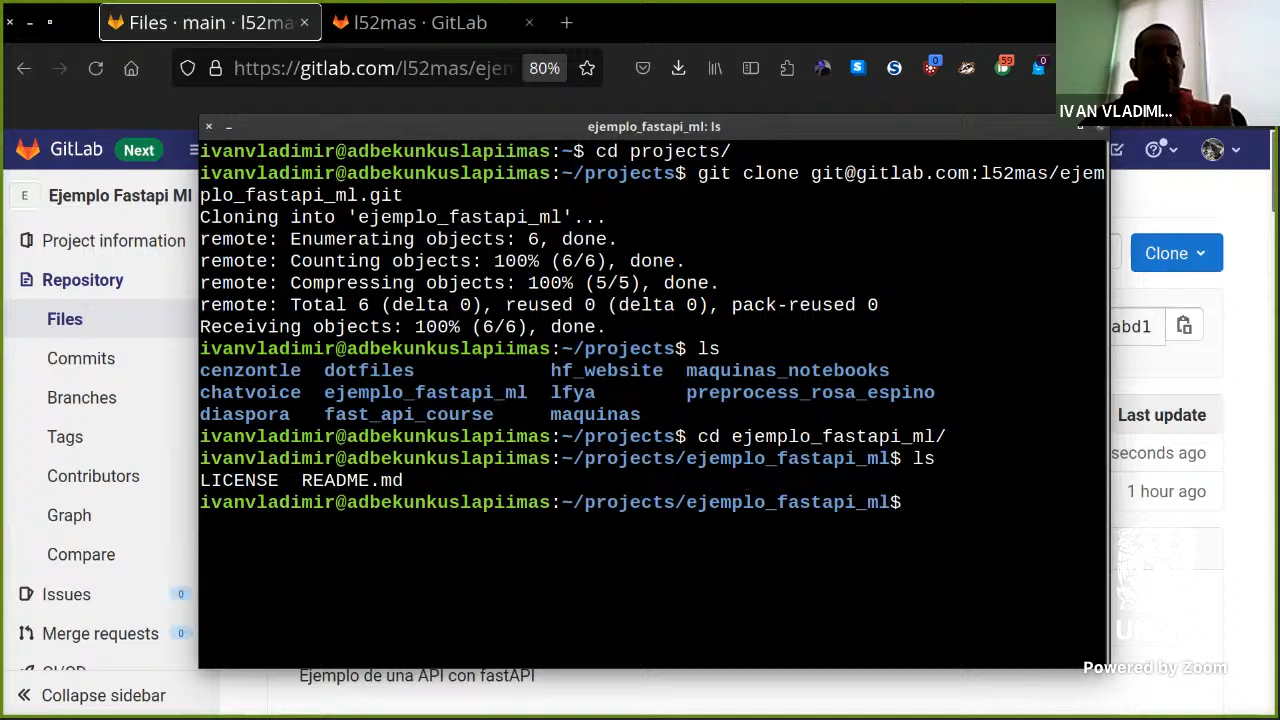 Files · main · l52ma
l52mas · GitLab
https://gitlab.com/l52mas/ejen
80%
0
59
0
IVAN VLADIMI...
ejemplo_fastapi_ml: ls
GitLab
Next
E
Ejemplo Fastapi Ml
Project information
Repository
Files
Commits
Branches
Tags
Contributors
Graph
Compare
Issues
0
Merge requests
0
Collapse sidebar
ivanvladimir@adbekunkuslapiimas:~$ cd projects/
ivanvladimir@adbekunkuslapiimas:~/projects$ git clone git@gitlab.com:l52mas/ejem
plo_fastapi_ml.git
Cloning into 'ejemplo_fastapi_ml'...
remote: Enumerating objects: 6, done.
remote: Counting objects: 100% (6/6), done.
remote: Compressing objects: 100% (5/5), done.
remote: Total 6 (delta 0), reused 0 (delta 0), pack-reused 0
Receiving objects: 100% (6/6), done.
ivanvladimir@adbekunkuslapiimas:~/projects$ ls
cenzontle dotfiles hf_website maquinas_notebooks
chatvoice ejemplo_fastapi_ml lfya preprocess_rosa_espino
diaspora fast_api_course maquinas
ivanvladimir@adbekunkuslapiimas:~/projects$ cd ejemplo_fastapi_ml/
ivanvladimir@adbekunkuslapiimas:~/projects/ejemplo_fastapi_ml$ ls
LICENSE README.md
ivanvladimir@adbekunkuslapiimas:~/projects/ejemplo_fastapi_ml$
Clone
abd1
Last update
seconds ago
1 hour ago
Ejemplo de una API con fastAPI
Powered by Zoom